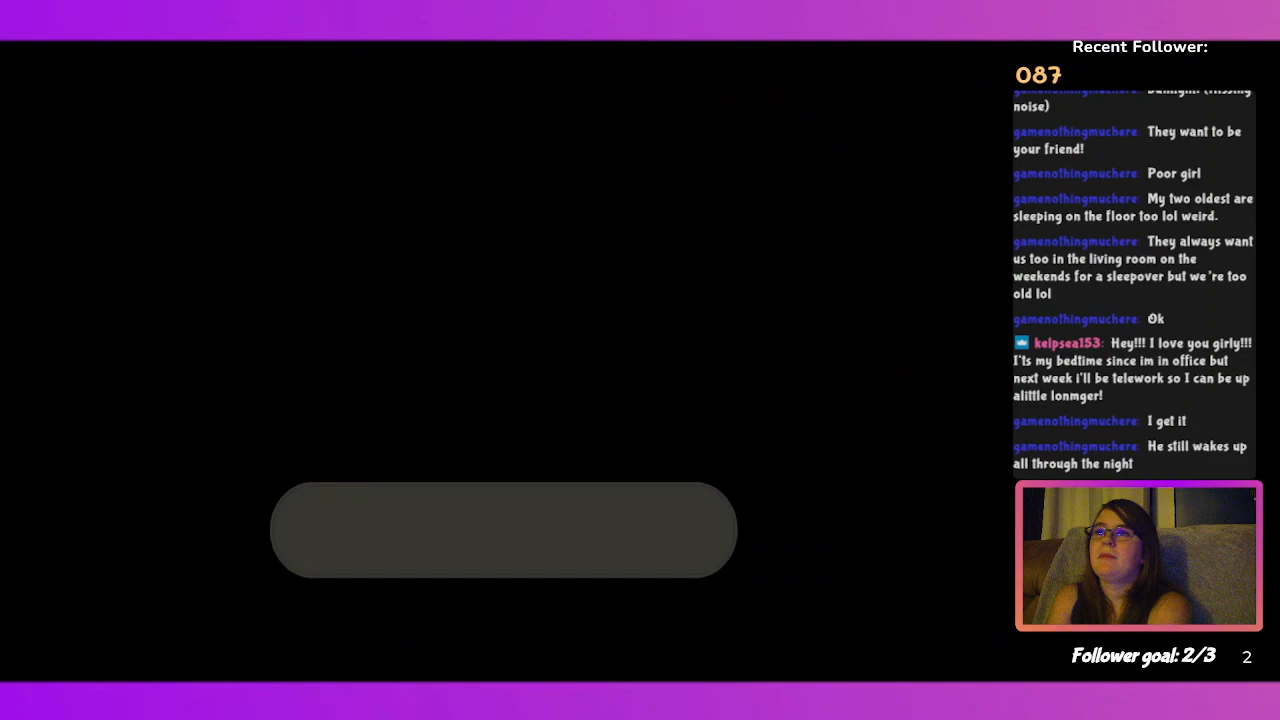 Recent Follower:
087
noise)
gamenothingmuchere: They want to be
your friend!
gamenothingmuchere: Poor girl
gamenothingmuchere: My two oldest are
sleeping on the floor too lol weird.
gamenothingmuchere: They always want
us too in the living room on the
weekends for a sleepover but we're too
old lol
gamenothingmuchere: Ok
kelpsea153: Hey!!! I love you girly!!!
I'ts my bedtime since im in office but
next week i'll be telework so I can be up
alittle lonmger!
gamenothingmuchere: I get it
gamenothingmuchere: He still wakes up
all through the night
Follower goal: 2/3
2